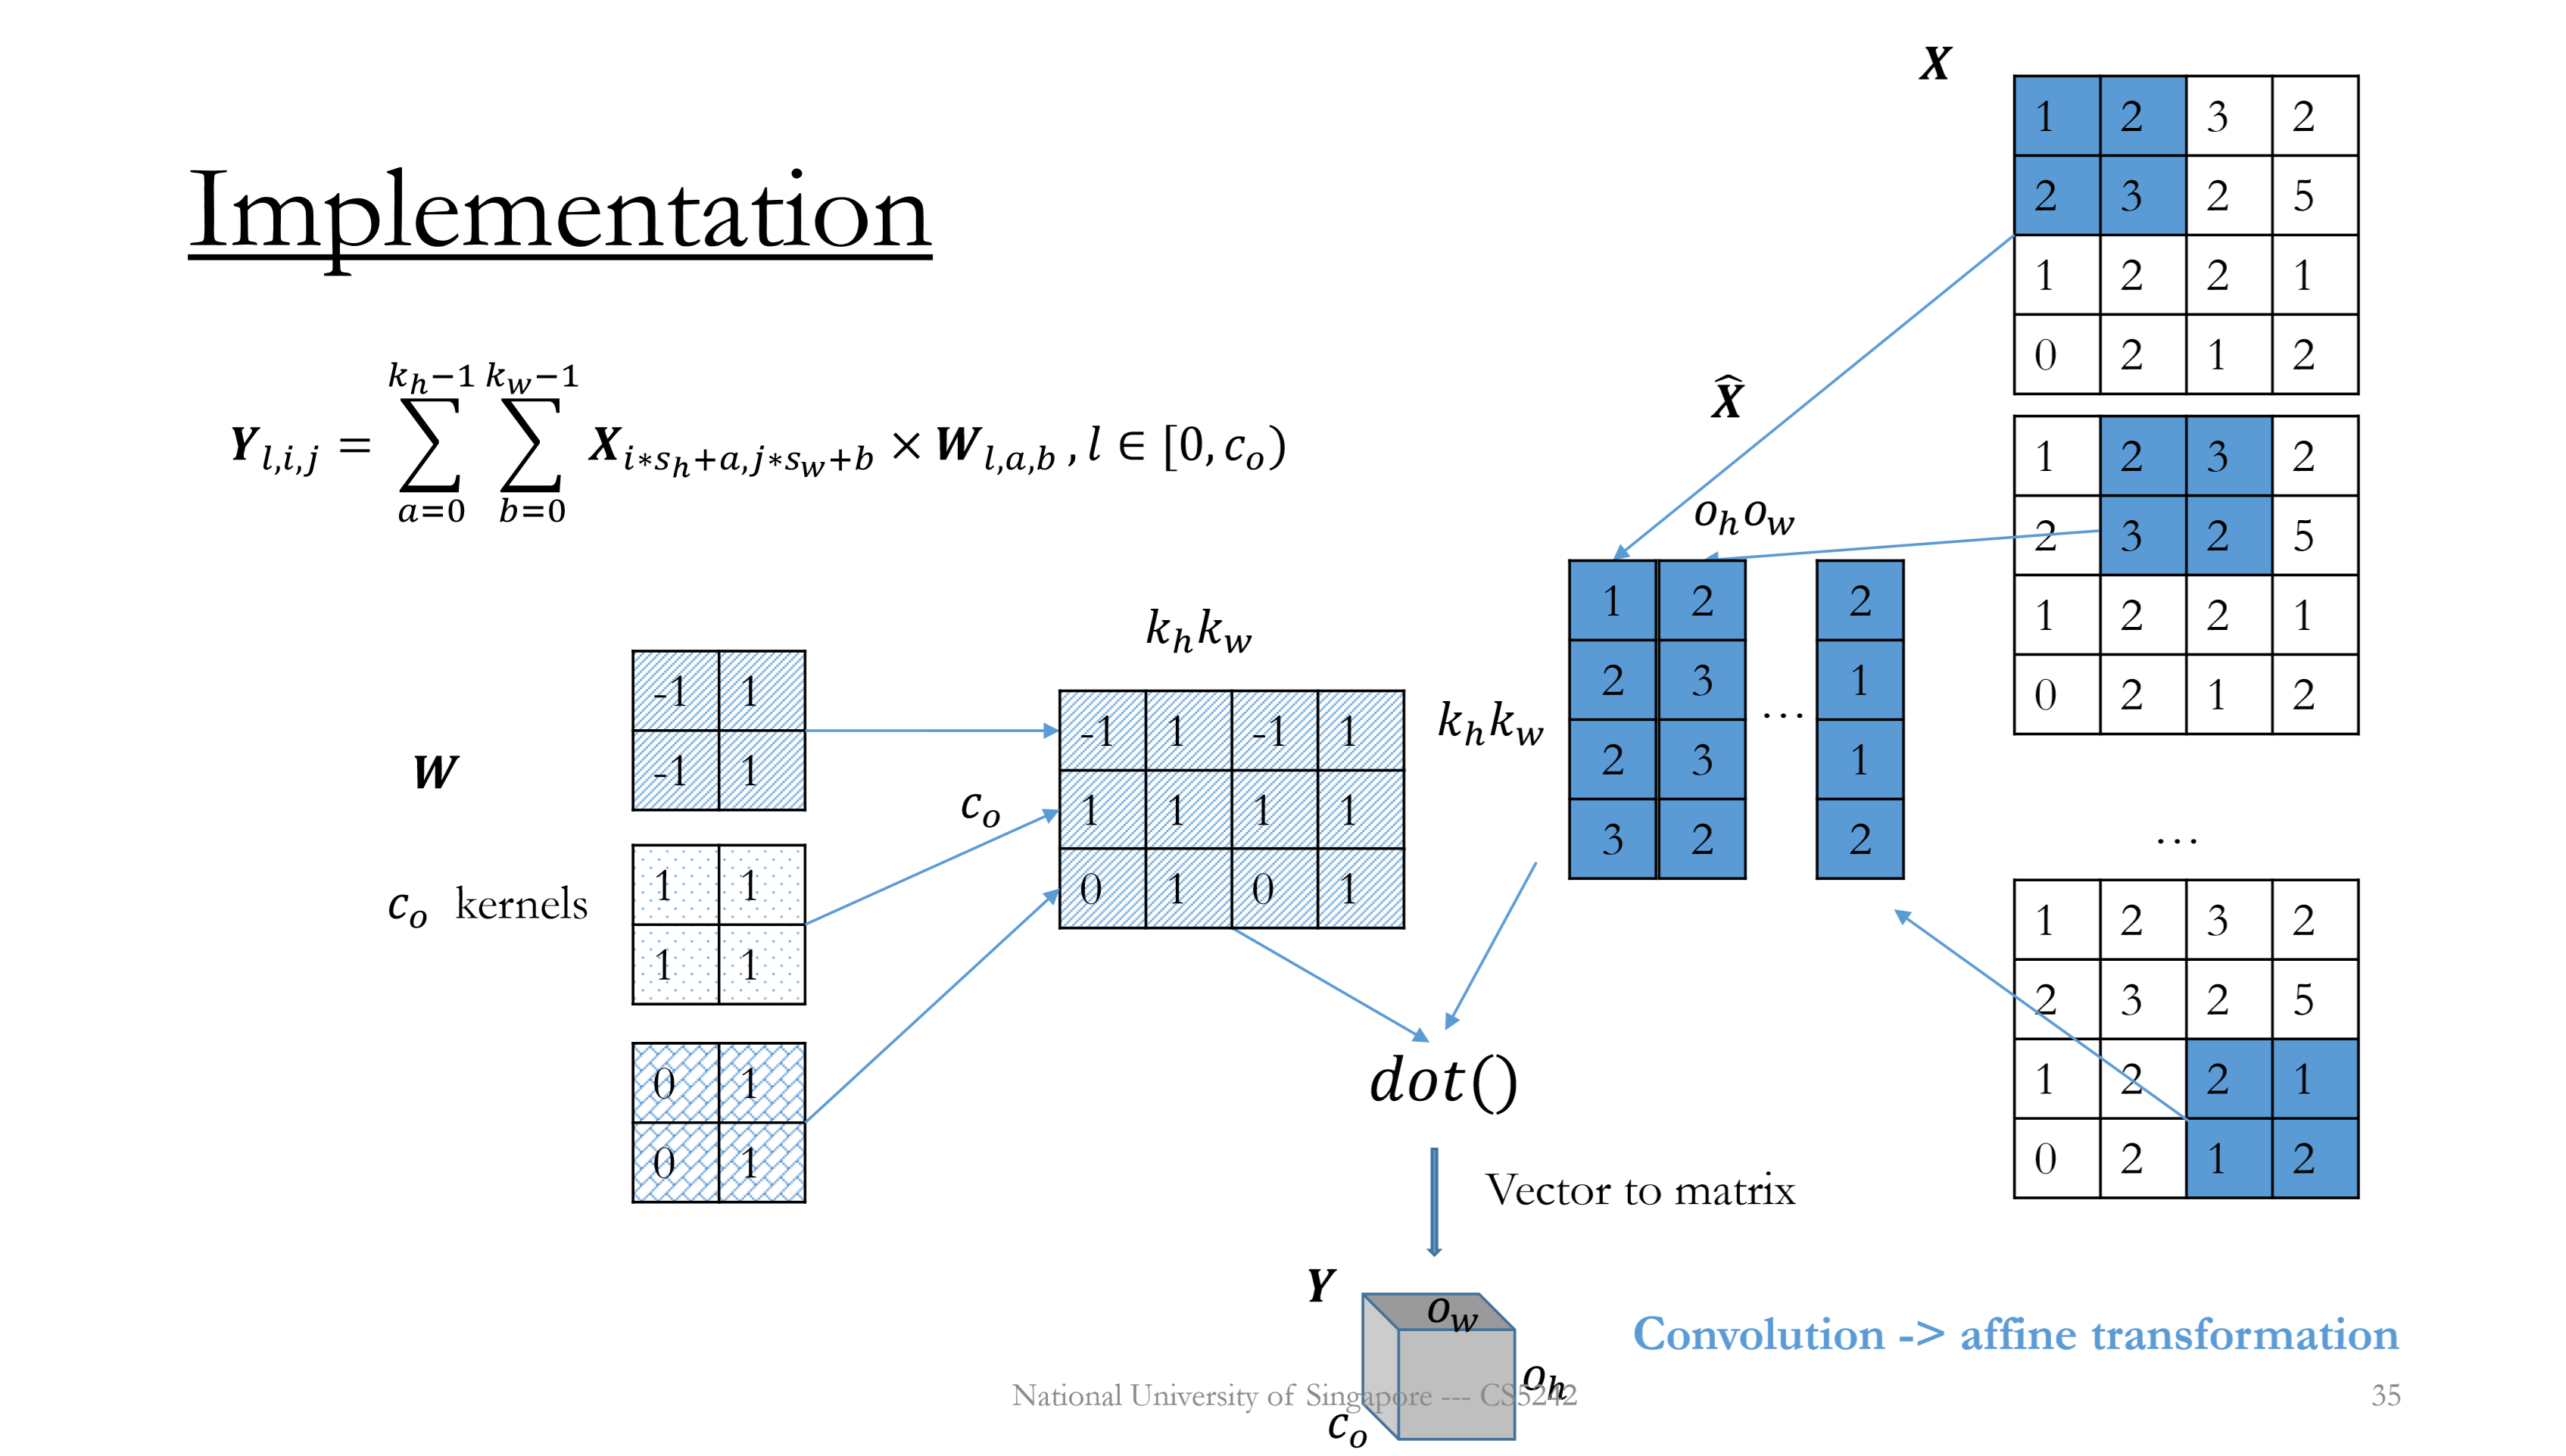 Implementation
Y_{l,i,j} = \sum_{a=0}^{k_h-1} \sum_{b=0}^{k_w-1} X_{i*s_h+a, j*s_w+b} × W_{l,a,b}, l ∈ [0, c_o)
X
1 2 3 2
2 3 2 5
1 2 2 1
0 2 1 2
X̂
o_h o_w
1 2 3 2
2 3 2 5
1 2 2 1
0 2 1 2
k_h k_w
1 2 2
2 3 1
2 3 … 1
3 2 2
…
1 2 3 2
2 3 2 5
1 2 2 1
0 2 1 2
k_h k_w
W
c_o kernels
-1 1
-1 1
1 1
1 1
0 1
0 1
c_o
-1 1 -1 1
1 1 1 1
0 1 0 1
dot()
Vector to matrix
Y
o_w
o_h
c_o
Convolution -> affine transformation
National University of Singapore --- CS5242
35